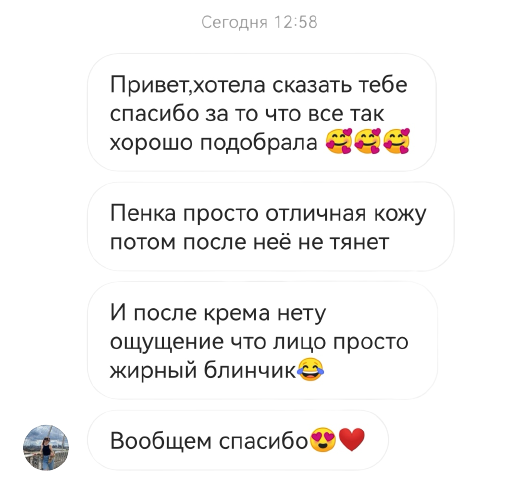 Сегодня 12:58
Привет,хотела сказать тебе
спасибо за то что все так
хорошо подобрала 🥰🥰🥰
Пенка просто отличная кожу
потом после неё не тянет
И после крема нету
ощущение что лицо просто
жирный блинчик😂
Вообщем спасибо😍❤️